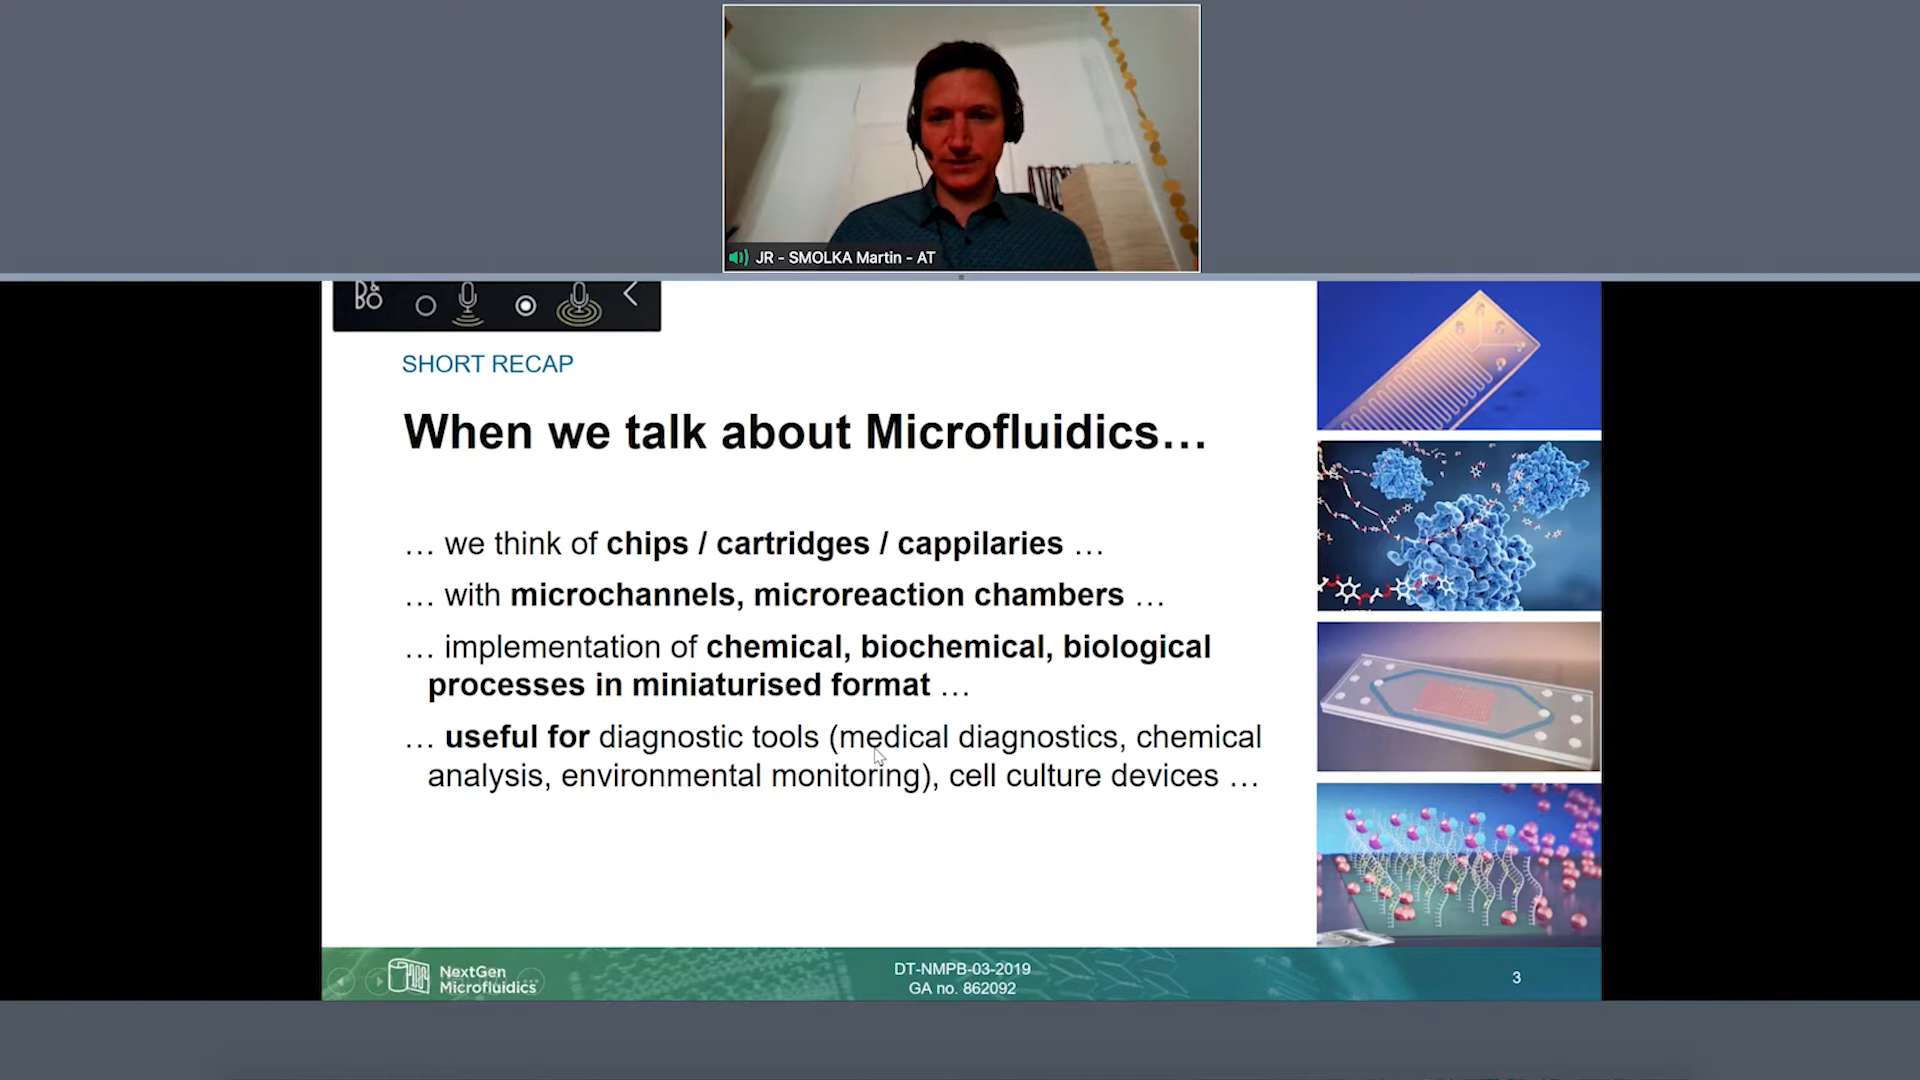 JR - SMOLKA Martin - AT
SHORT RECAP
When we talk about Microfluidics…
… we think of chips / cartridges / cappilaries …
… with microchannels, microreaction chambers …
… implementation of chemical, biochemical, biological
processes in miniaturised format …
… useful for diagnostic tools (medical diagnostics, chemical
analysis, environmental monitoring), cell culture devices …
NextGen
Microfluidics
DT-NMPB-03-2019
GA no. 862092
3